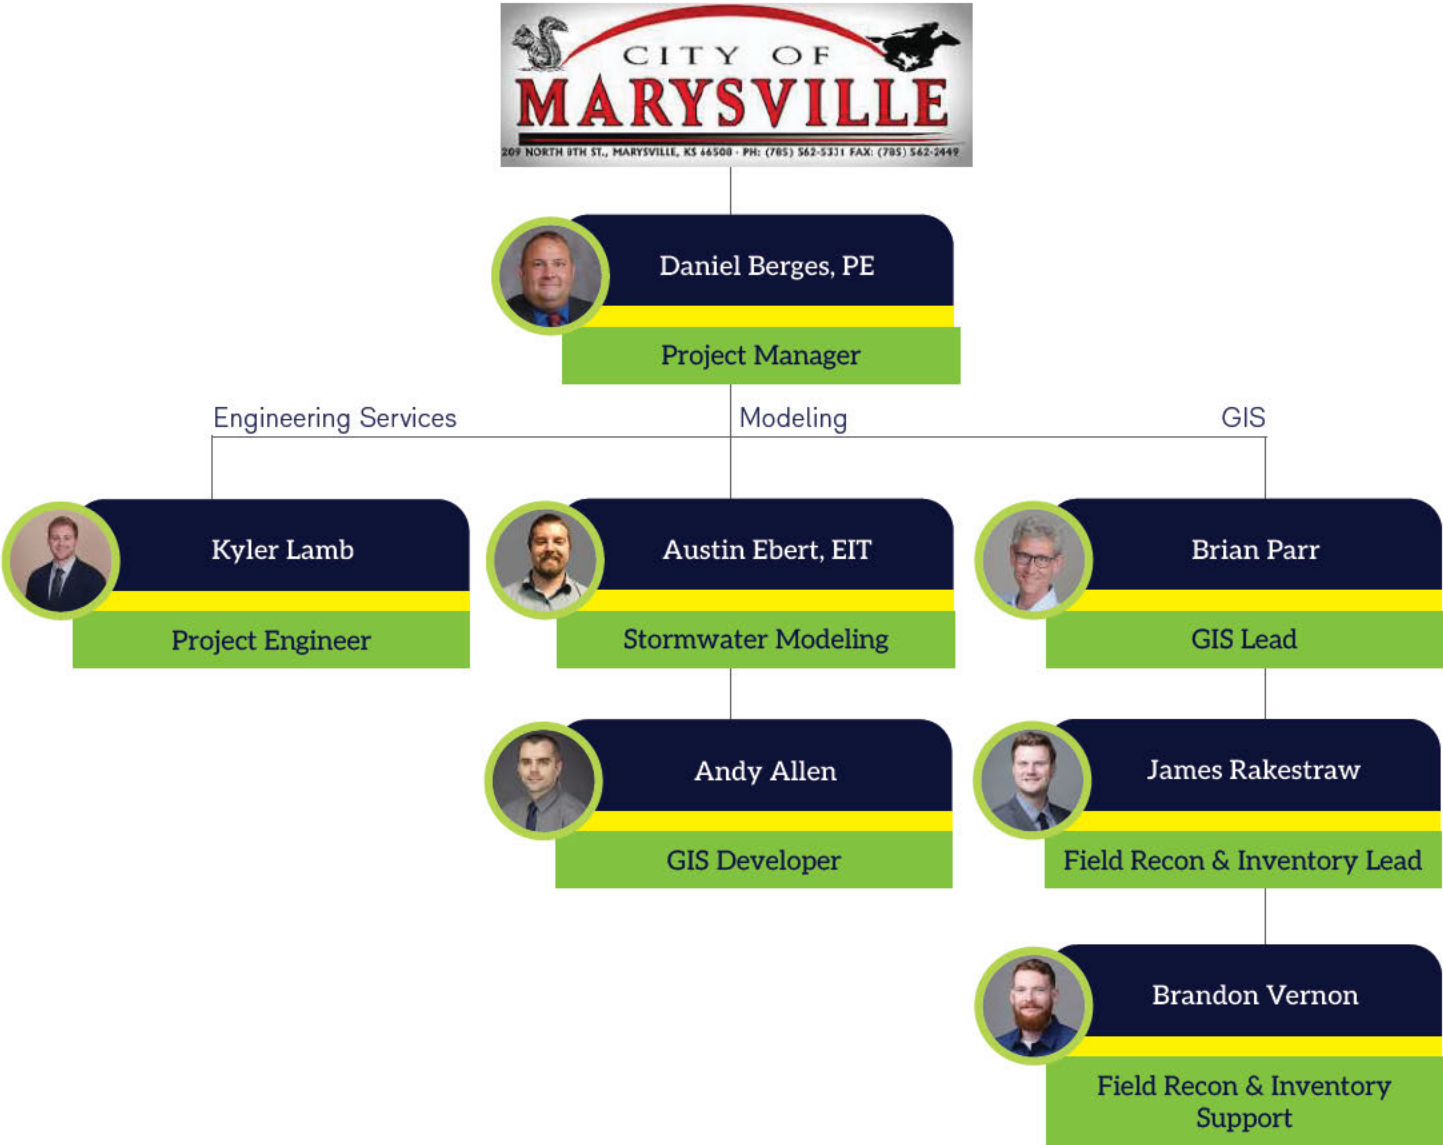 CITY OF
MARYSVILLE
209 NORTH 8TH ST., MARYSVILLE, KS 66508 - PH: (785) 562-5331 FAX: (785) 562-2449
Daniel Berges, PE
Project Manager
Engineering Services
Modeling
GIS
Kyler Lamb
Project Engineer
Austin Ebert, EIT
Stormwater Modeling
Brian Parr
GIS Lead
Andy Allen
GIS Developer
James Rakestraw
Field Recon & Inventory Lead
Brandon Vernon
Field Recon & Inventory
Support